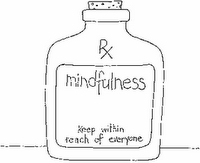 Rx
mindfulness
keep within
reach of everyone